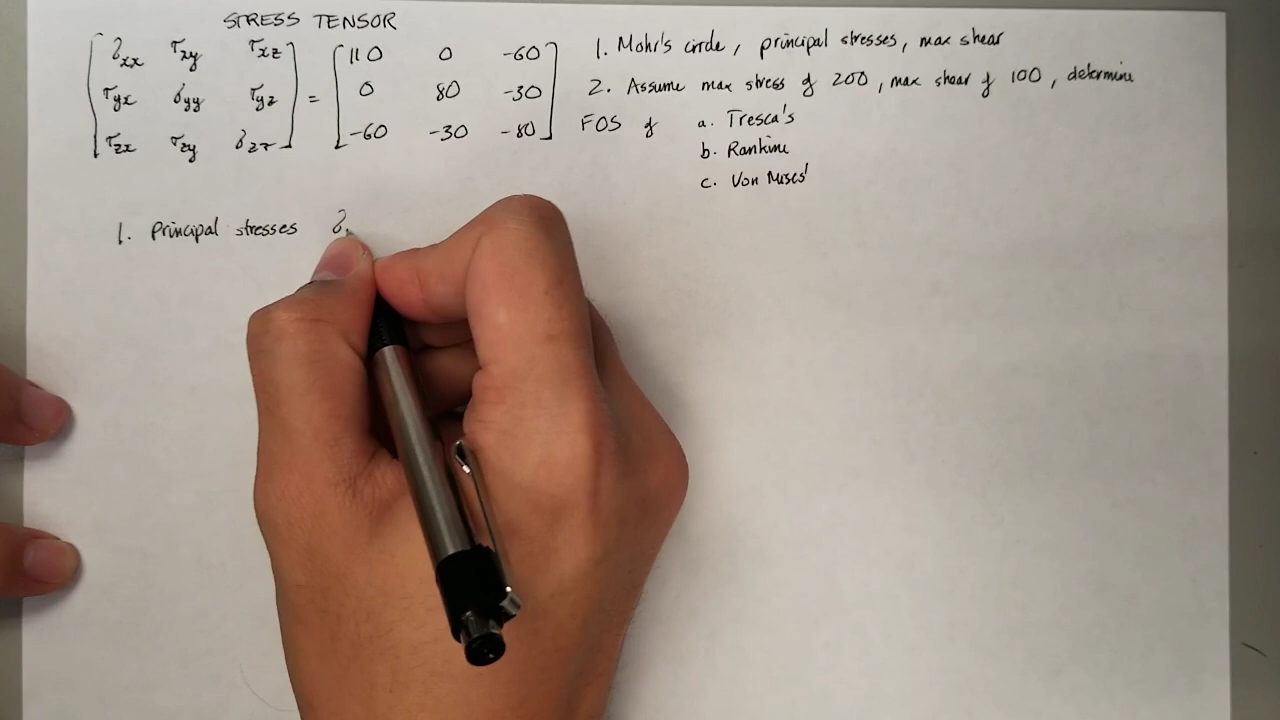 STRESS TENSOR
σxx τxy τxz = 110 0 -60
τyx σyy τyz 0 80 -30
τzx τzy σzz -60 -30 -80
1. Mohr's circle, principal stresses, max shear
2. Assume max stress of 200, max shear of 100, determine
FOS of a. Tresca's
b. Rankine
c. Von Mises'
1. Principal stresses σ